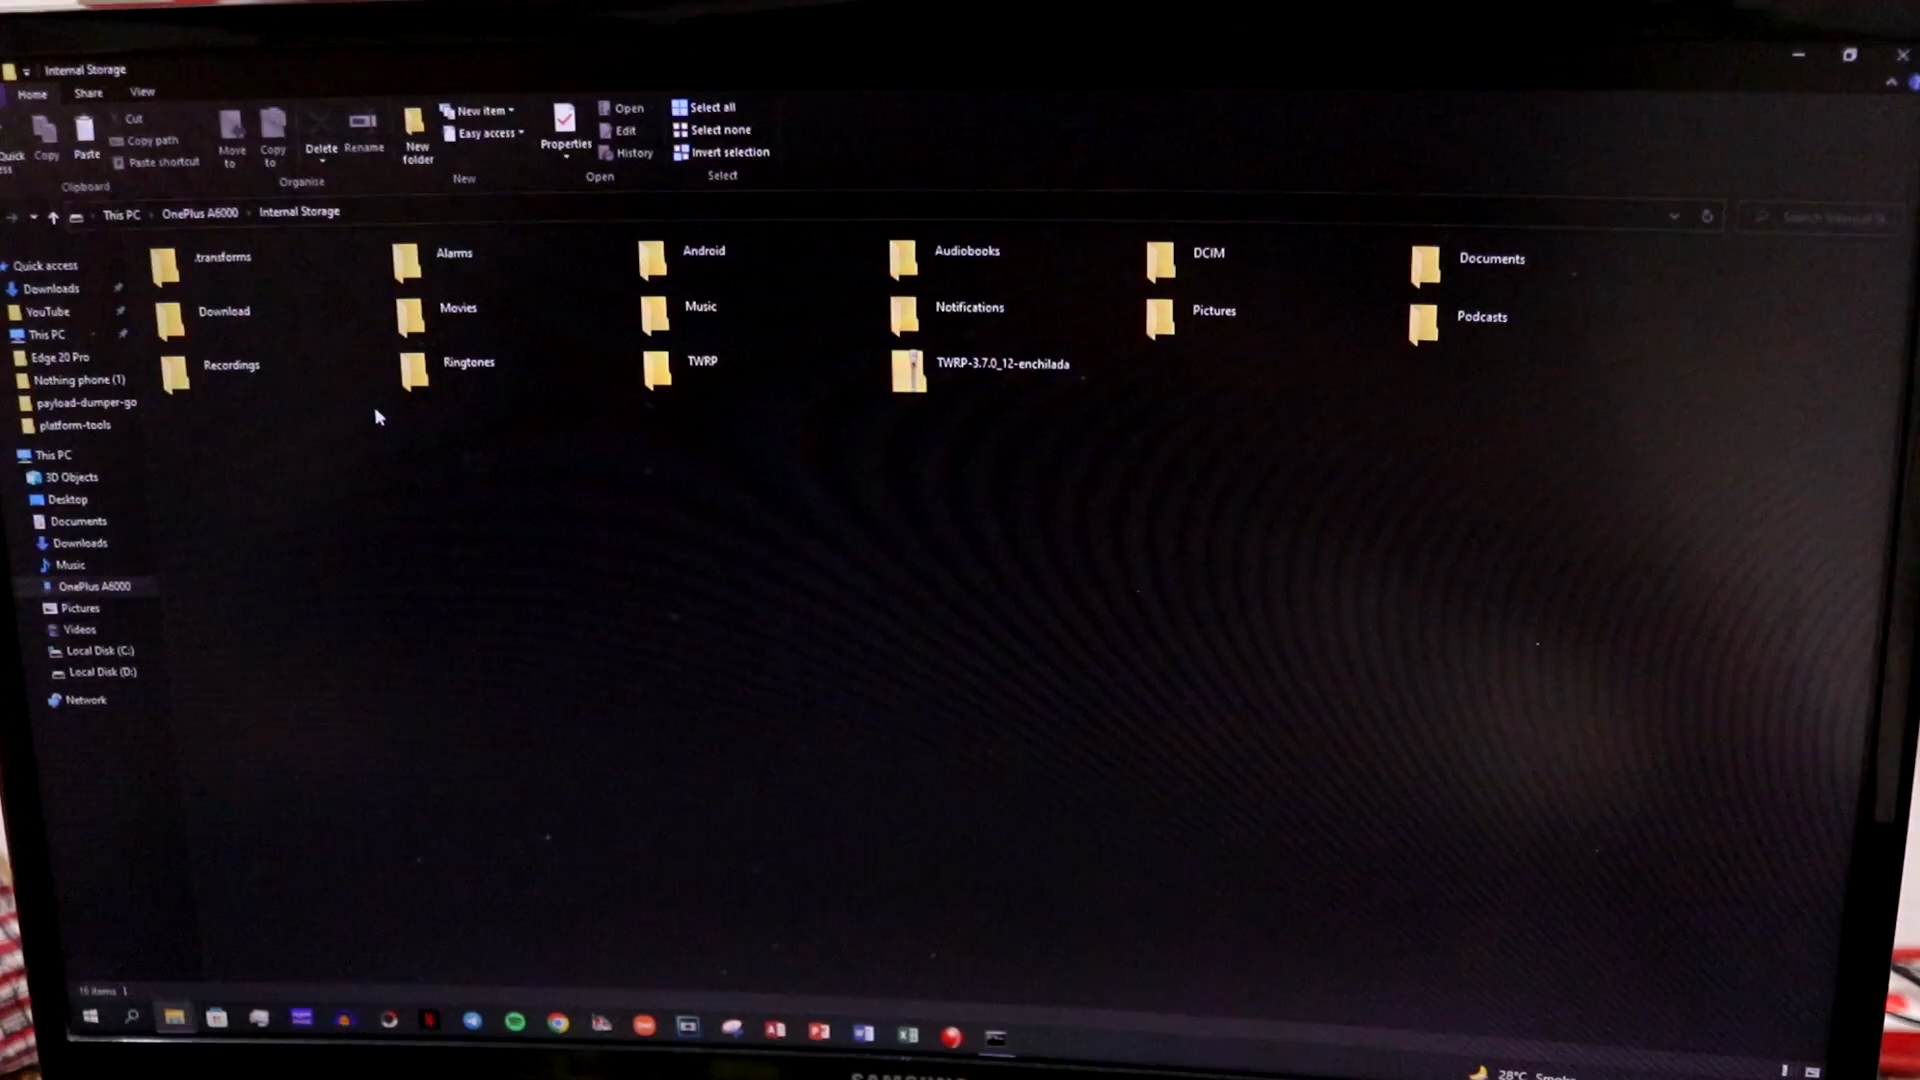 Internal Storage
Home Share View
Cut
Copy path
Paste shortcut
Copy
Paste
Clipboard
Move to
Copy to
Delete
Rename
Organise
New folder
New item
Easy access
New
Properties
Open
Edit
History
Open
Select all
Select none
Invert selection
Select
This PC OnePlus A6000 Internal Storage
Quick access
Downloads
YouTube
This PC
Edge 20 Pro
Nothing phone (1)
payload-dumper-go
platform-tools
This PC
3D Objects
Desktop
Documents
Downloads
Music
OnePlus A6000
Pictures
Videos
Local Disk (C:)
Local Disk (D:)
Network
.transforms Alarms Android Audiobooks DCIM Documents
Download Movies Music Notifications Pictures Podcasts
Recordings Ringtones TWRP TWRP-3.7.0_12-enchilada
16 items
28°C